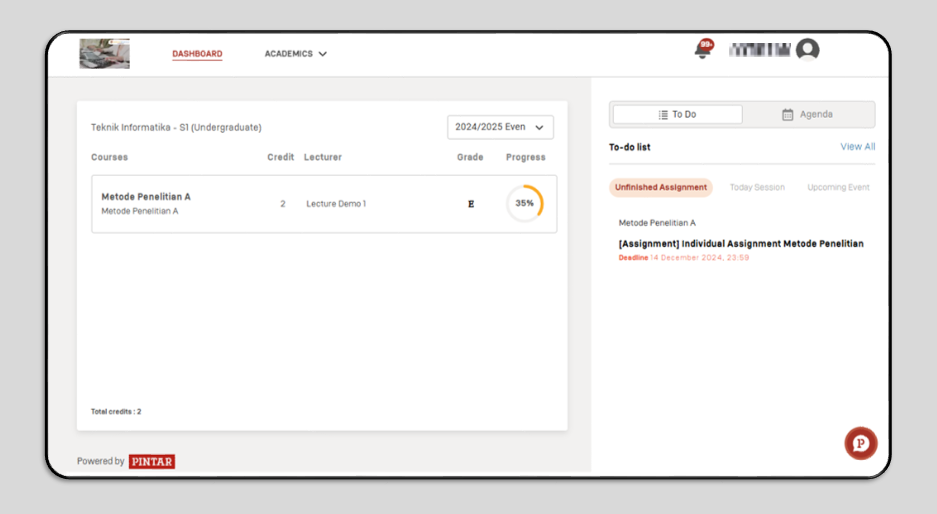 DASHBOARD
ACADEMICS
99+
Teknik Informatika - S1 (Undergraduate)
2024/2025 Even
Courses Credit Lecturer Grade Progress
Metode Penelitian A
Metode Penelitian A
2 Lecture Demo 1 E 35%
Total credits : 2
Powered by PINTAR
To Do
Agenda
To-do list
View All
Unfinished Assignment Today Session Upcoming Event
Metode Penelitian A
[Assignment] Individual Assignment Metode Penelitian
Deadline 14 December 2024, 23:59
P